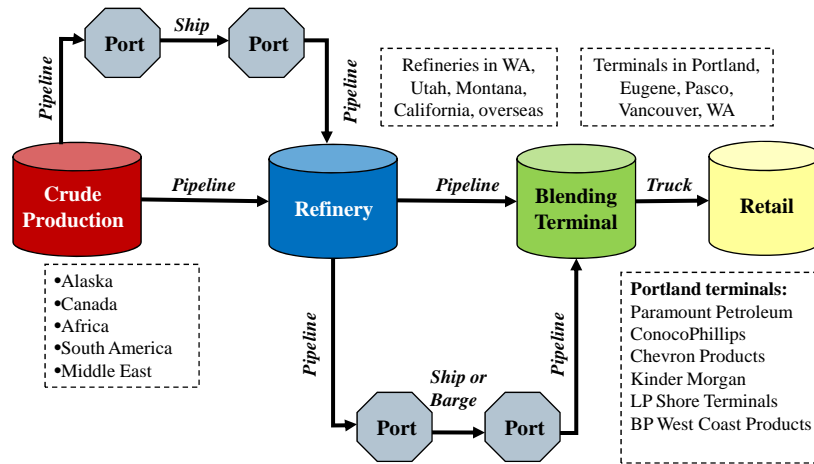 Port
Ship
Port
Pipeline
Pipeline
Refineries in WA,
Utah, Montana,
California, overseas
Terminals in Portland,
Eugene, Pasco,
Vancouver, WA
Crude
Production
Pipeline
Refinery
Pipeline
Blending
Terminal
Truck
Retail
•Alaska
•Canada
•Africa
•South America
•Middle East
Pipeline
Port
Ship or
Barge
Port
Pipeline
Portland terminals:
Paramount Petroleum
ConocoPhillips
Chevron Products
Kinder Morgan
LP Shore Terminals
BP West Coast Products